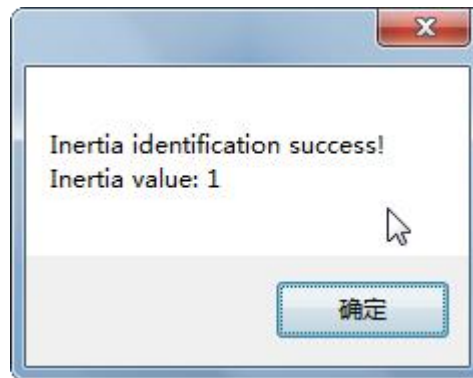 Inertia identification success!
Inertia value: 1
确定